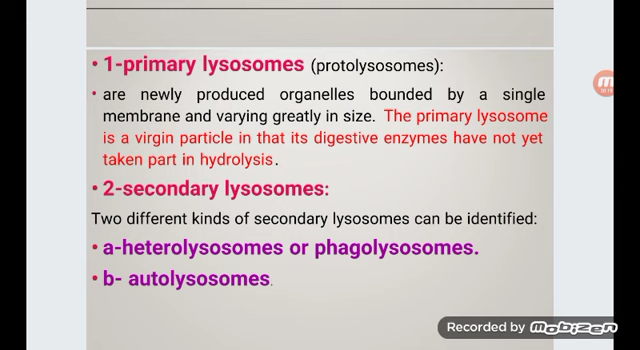 • 1-primary lysosomes (protolysosomes):
• are newly produced organelles bounded by a single
membrane and varying greatly in size. The primary lysosome
is a virgin particle in that its digestive enzymes have not yet
taken part in hydrolysis.
• 2-secondary lysosomes:
Two different kinds of secondary lysosomes can be identified:
• a-heterolysosomes or phagolysosomes.
• b- autolysosomes.
Recorded by mobizen